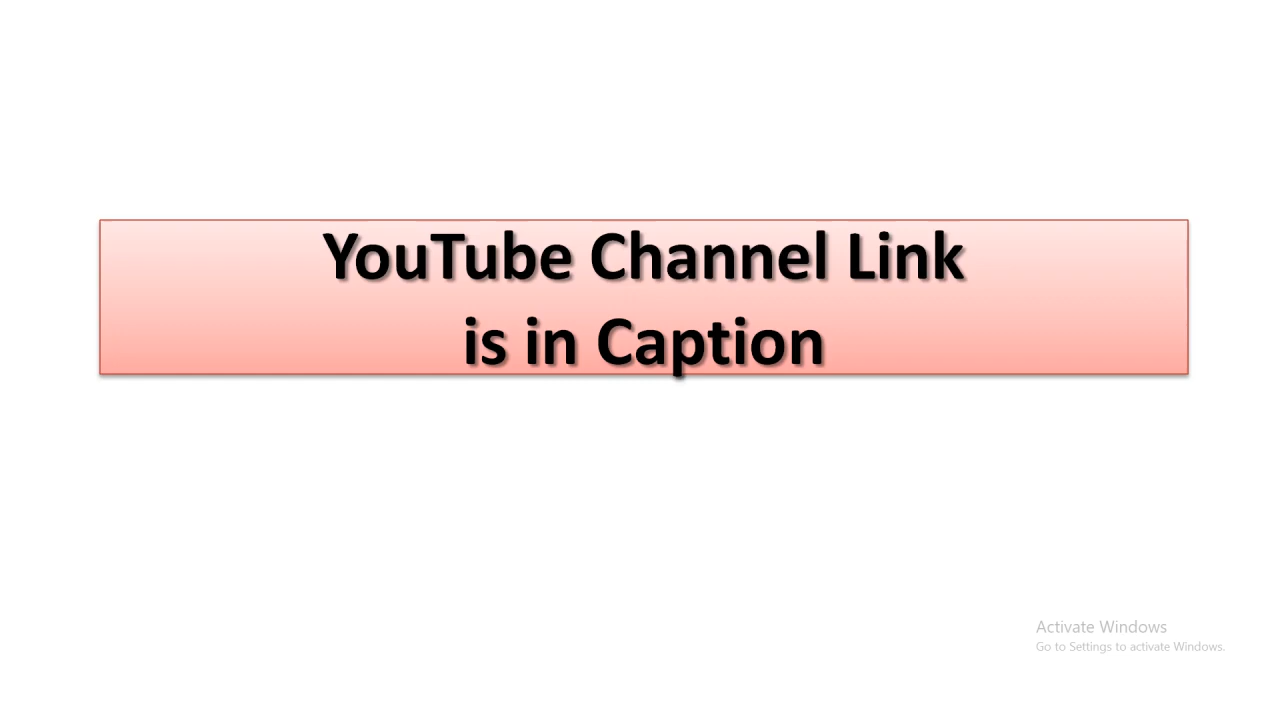 YouTube Channel Link
is in Caption
Activate Windows
Go to Settings to activate Windows.